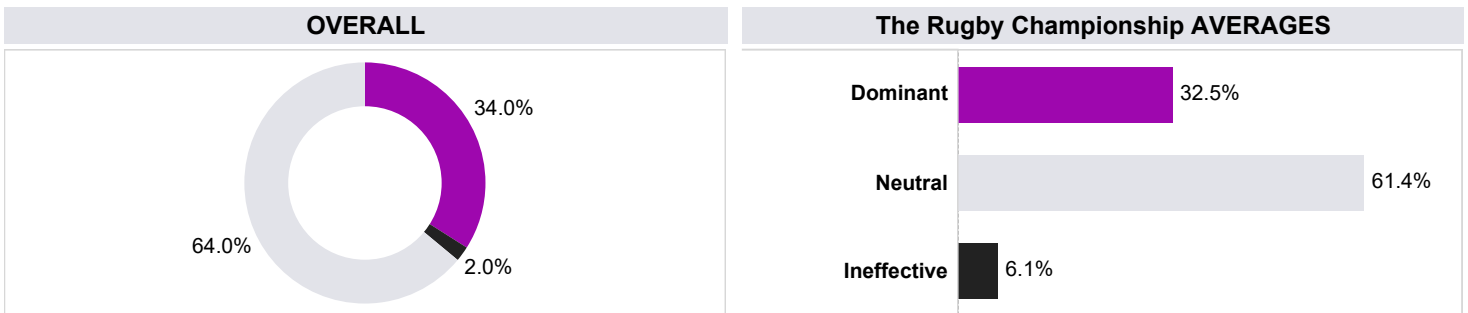 OVERALL
34.0%
64.0%
2.0%
The Rugby Championship AVERAGES
Dominant 32.5%
Neutral 61.4%
Ineffective 6.1%